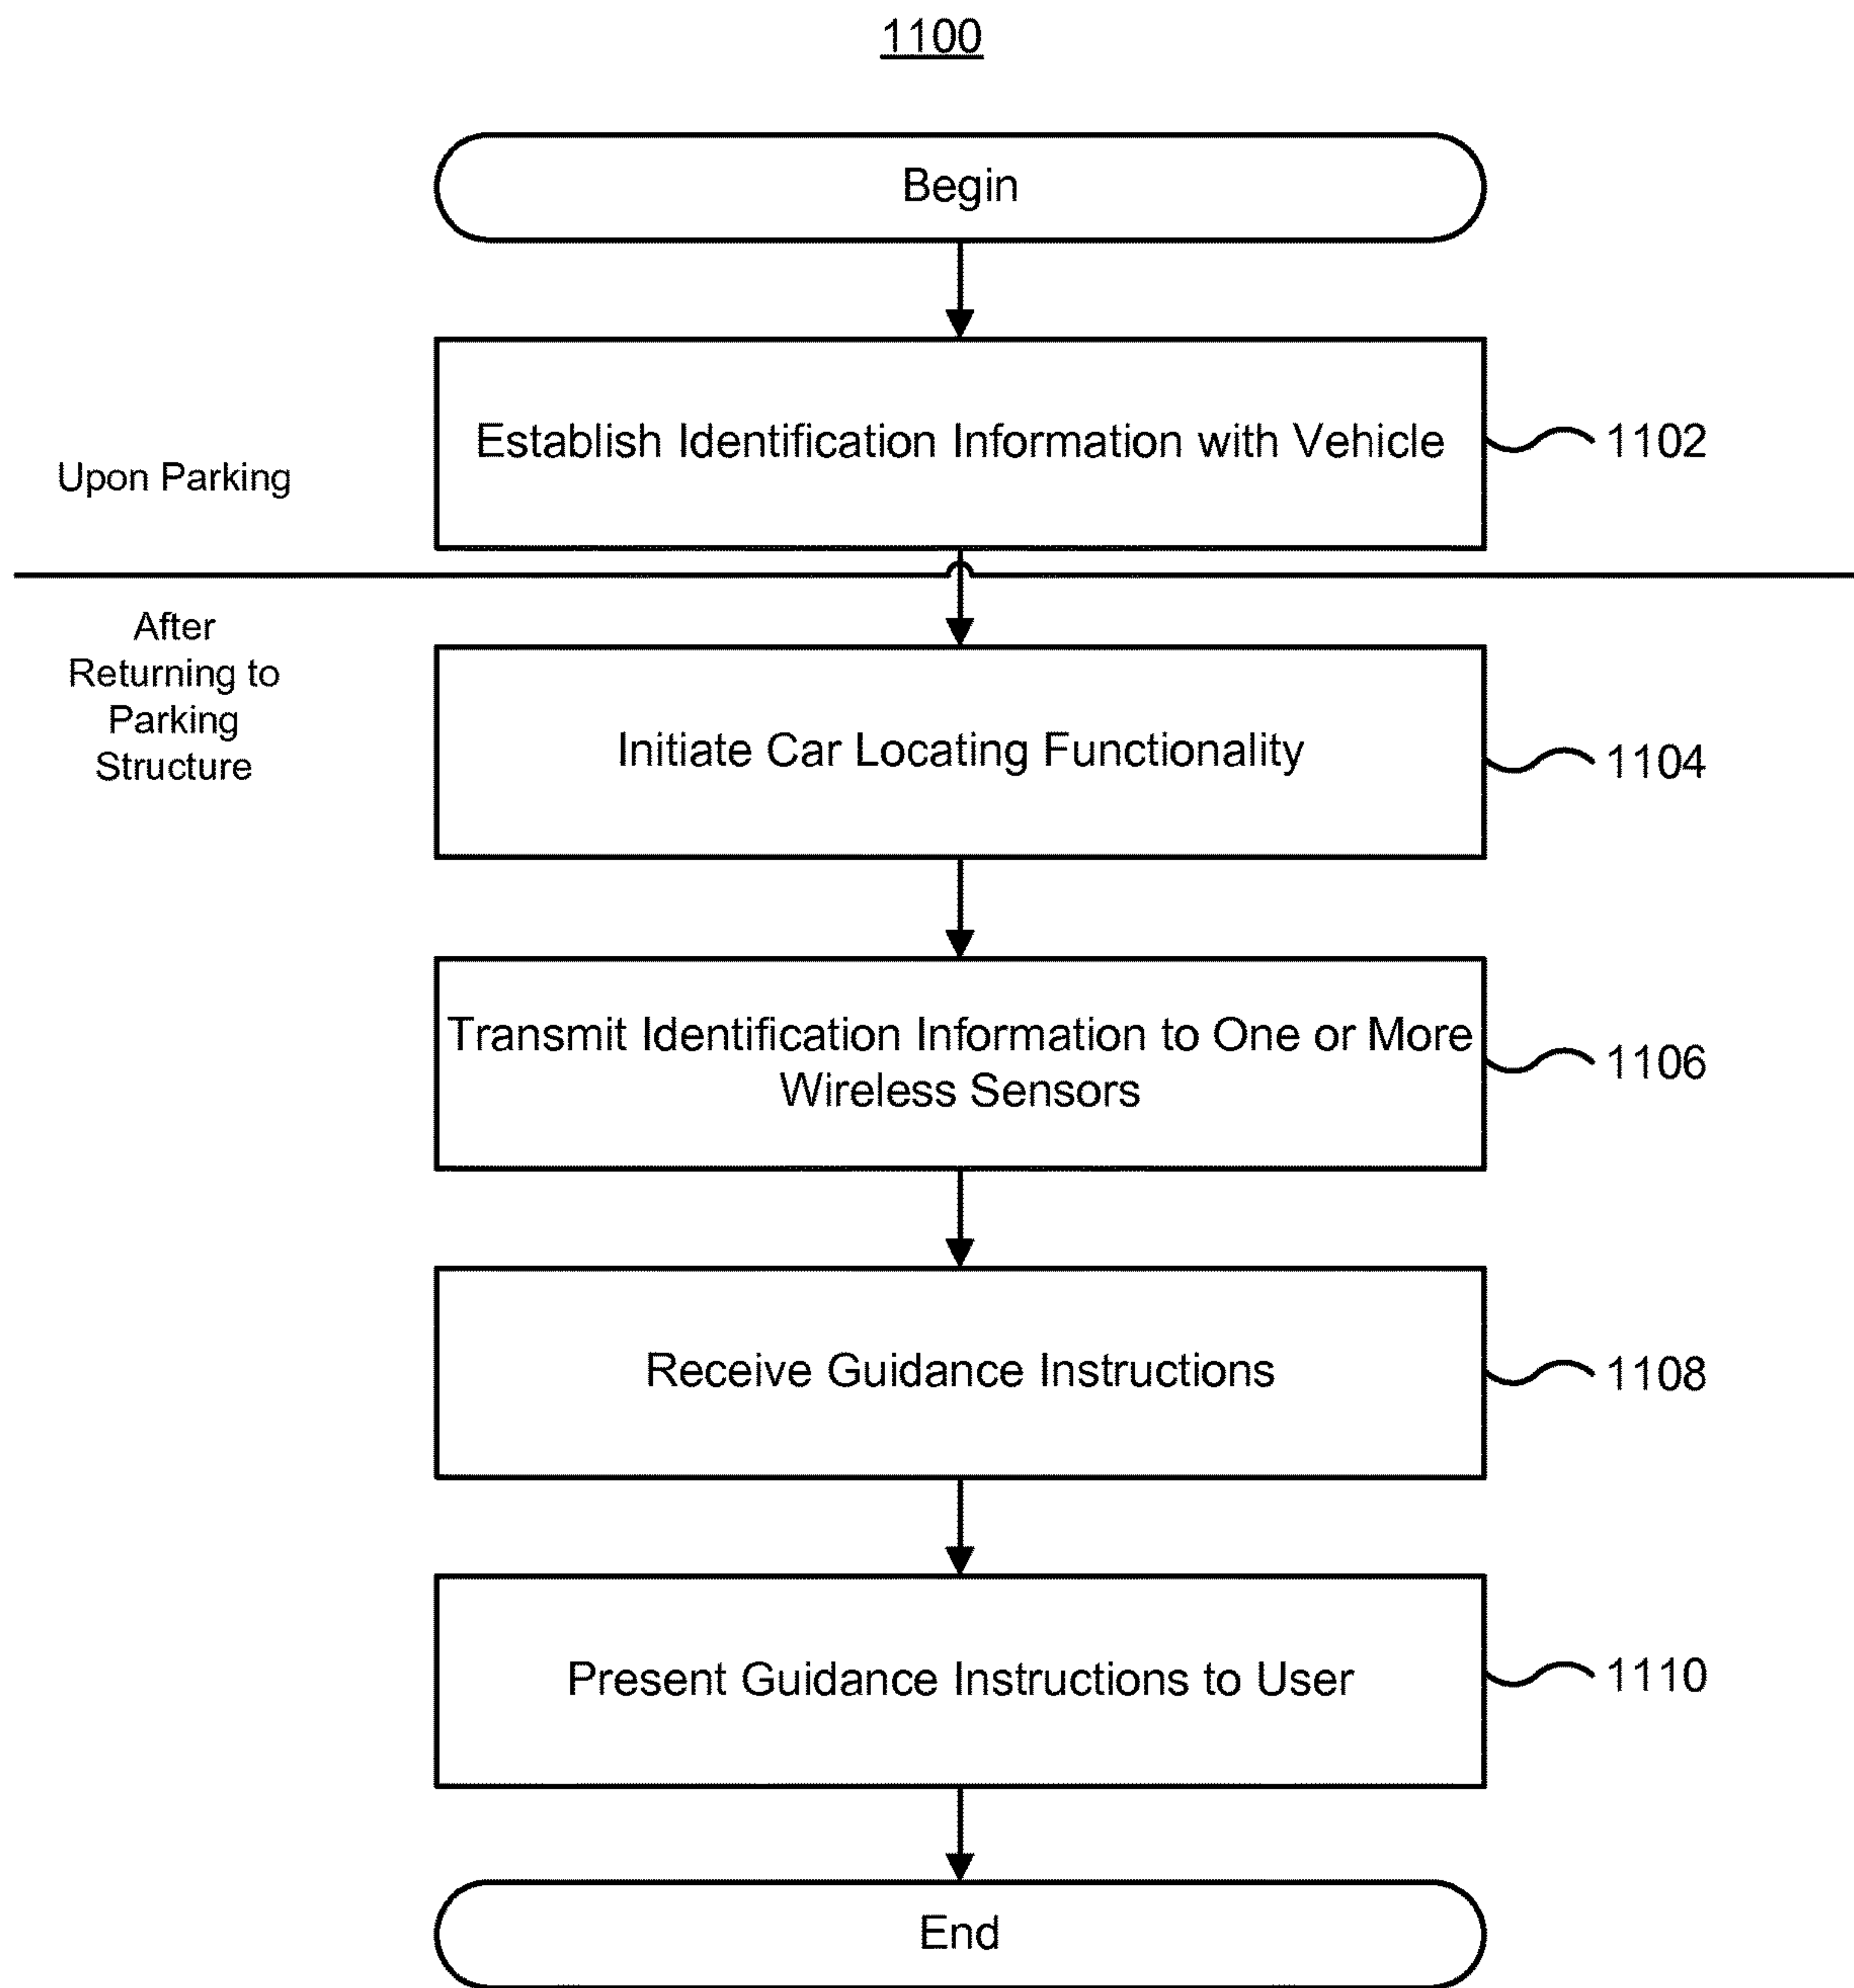 1100
Begin
Establish Identification Information with Vehicle
1102
Upon Parking
After
Returning to
Parking
Structure
Initiate Car Locating Functionality
1104
Transmit Identification Information to One or More
Wireless Sensors
1106
Receive Guidance Instructions
1108
Present Guidance Instructions to User
1110
End